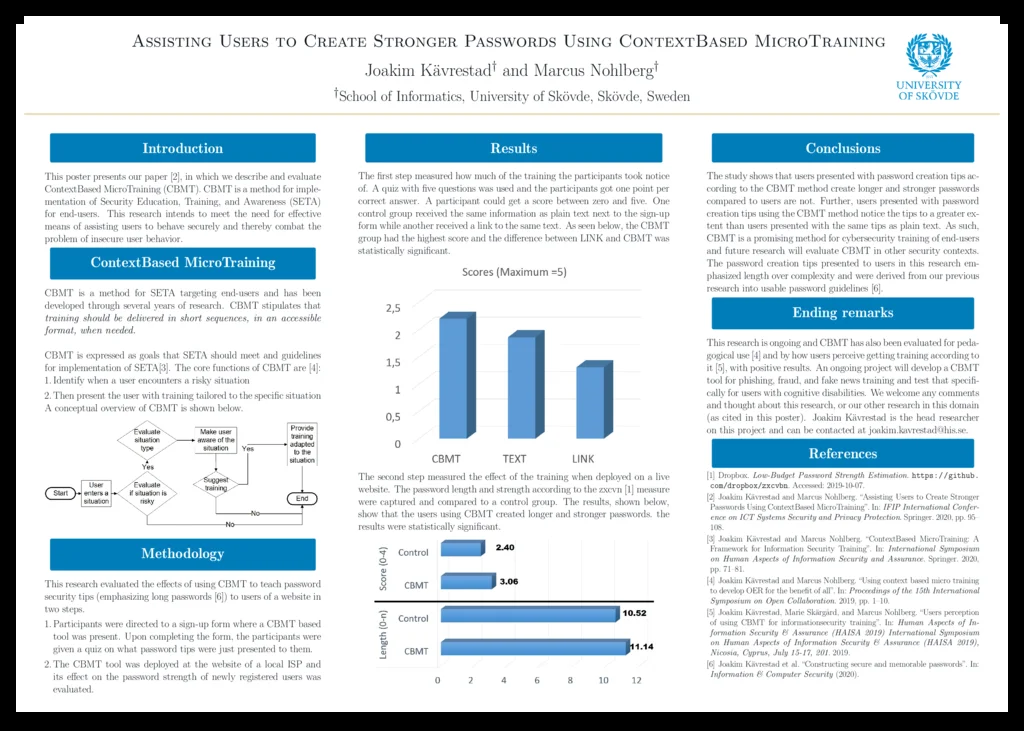 Assisting Users to Create Stronger Passwords Using ContextBased MicroTraining
Joakim Kävrestad† and Marcus Nohlberg†
†School of Informatics, University of Skövde, Skövde, Sweden
UNIVERSITY
OF SKÖVDE
Introduction
This poster presents our paper [2], in which we describe and evaluate
ContextBased MicroTraining (CBMT). CBMT is a method for imple-
mentation of Security Education, Training, and Awareness (SETA)
for end-users. This research intends to meet the need for effective
means of assisting users to behave securely and thereby combat the
problem of insecure user behavior.
ContextBased MicroTraining
CBMT is a method for SETA targeting end-users and has been
developed through several years of research. CBMT stipulates that
training should be delivered in short sequences, in an accessible
format, when needed.
CBMT is expressed as goals that SETA should meet and guidelines
for implementation of SETA[3]. The core functions of CBMT are [4]:
1. Identify when a user encounters a risky situation
2. Then present the user with training tailored to the specific situation
A conceptual overview of CBMT is shown below.
Start
User
enters a
situation
Evaluate
if situation is
risky
Yes
Evaluate
situation
type
Make user
aware of the
situation
Suggest
training
Yes
Provide
training
adapted
to the
situation
End
No
No
Methodology
This research evaluated the effects of using CBMT to teach password
security tips (emphasizing long passwords [6]) to users of a website in
two steps.
1. Participants were directed to a sign-up form where a CBMT based
tool was present. Upon completing the form, the participants were
given a quiz on what password tips were just presented to them.
2. The CBMT tool was deployed at the website of a local ISP and
its effect on the password strength of newly registered users was
evaluated.
Results
The first step measured how much of the training the participants took notice
of. A quiz with five questions was used and the participants got one point per
correct answer. A participant could get a score between zero and five. One
control group received the same information as plain text next to the sign-up
form while another received a link to the same text. As seen below, the CBMT
group had the highest score and the difference between LINK and CBMT was
statistically significant.
Scores (Maximum =5)
2,5
2
1,5
1
0,5
0
CBMT TEXT LINK
The second step measured the effect of the training when deployed on a live
website. The password length and strength according to the zxcvn [1] measure
were captured and compared to a control group. The results, shown below,
show that the users using CBMT created longer and stronger passwords. the
results were statistically significant.
Score (0-4)
Control 2.40
CBMT 3.06
Length (0-n)
Control 10.52
CBMT 11.14
0 2 4 6 8 10 12
Conclusions
The study shows that users presented with password creation tips ac-
cording to the CBMT method create longer and stronger passwords
compared to users are not. Further, users presented with password
creation tips using the CBMT method notice the tips to a greater ex-
tent than users presented with the same tips as plain text. As such,
CBMT is a promising method for cybersecurity training of end-users
and future research will evaluate CBMT in other security contexts.
The password creation tips presented to users in this research em-
phasized length over complexity and were derived from our previous
research into usable password guidelines [6].
Ending remarks
This research is ongoing and CBMT has also been evaluated for peda-
gogical use [4] and by how users perceive getting training according to
it [5], with positive results. An ongoing project will develop a CBMT
tool for phishing, fraud, and fake news training and test that specifi-
cally for users with cognitive disabilities. We welcome any comments
and thought about this research, or our other research in this domain
(as cited in this poster). Joakim Kävrestad is the head researcher
on this project and can be contacted at joakim.kavrestad@his.se.
References
[1] Dropbox. Low-Budget Password Strength Estimation. https://github.
com/dropbox/zxcvbn. Accessed: 2019-10-07.
[2] Joakim Kävrestad and Marcus Nohlberg. “Assisting Users to Create Stronger
Passwords Using ContextBased MicroTraining”. In: IFIP International Confer-
ence on ICT Systems Security and Privacy Protection. Springer. 2020, pp. 95–
108.
[3] Joakim Kävrestad and Marcus Nohlberg. “ContextBased MicroTraining: A
Framework for Information Security Training”. In: International Symposium
on Human Aspects of Information Security and Assurance. Springer. 2020,
pp. 71–81.
[4] Joakim Kävrestad and Marcus Nohlberg. “Using context based micro training
to develop OER for the benefit of all”. In: Proceedings of the 15th International
Symposium on Open Collaboration. 2019, pp. 1–10.
[5] Joakim Kävrestad, Marie Skärgård, and Marcus Nohlberg. “Users perception
of using CBMT for informationsecurity training”. In: Human Aspects of In-
formation Security & Assurance (HAISA 2019) International Symposium
on Human Aspects of Information Security & Assurance (HAISA 2019),
Nicosia, Cyprus, July 15-17, 201. 2019.
[6] Joakim Kävrestad et al. “Constructing secure and memorable passwords”. In:
Information & Computer Security (2020).